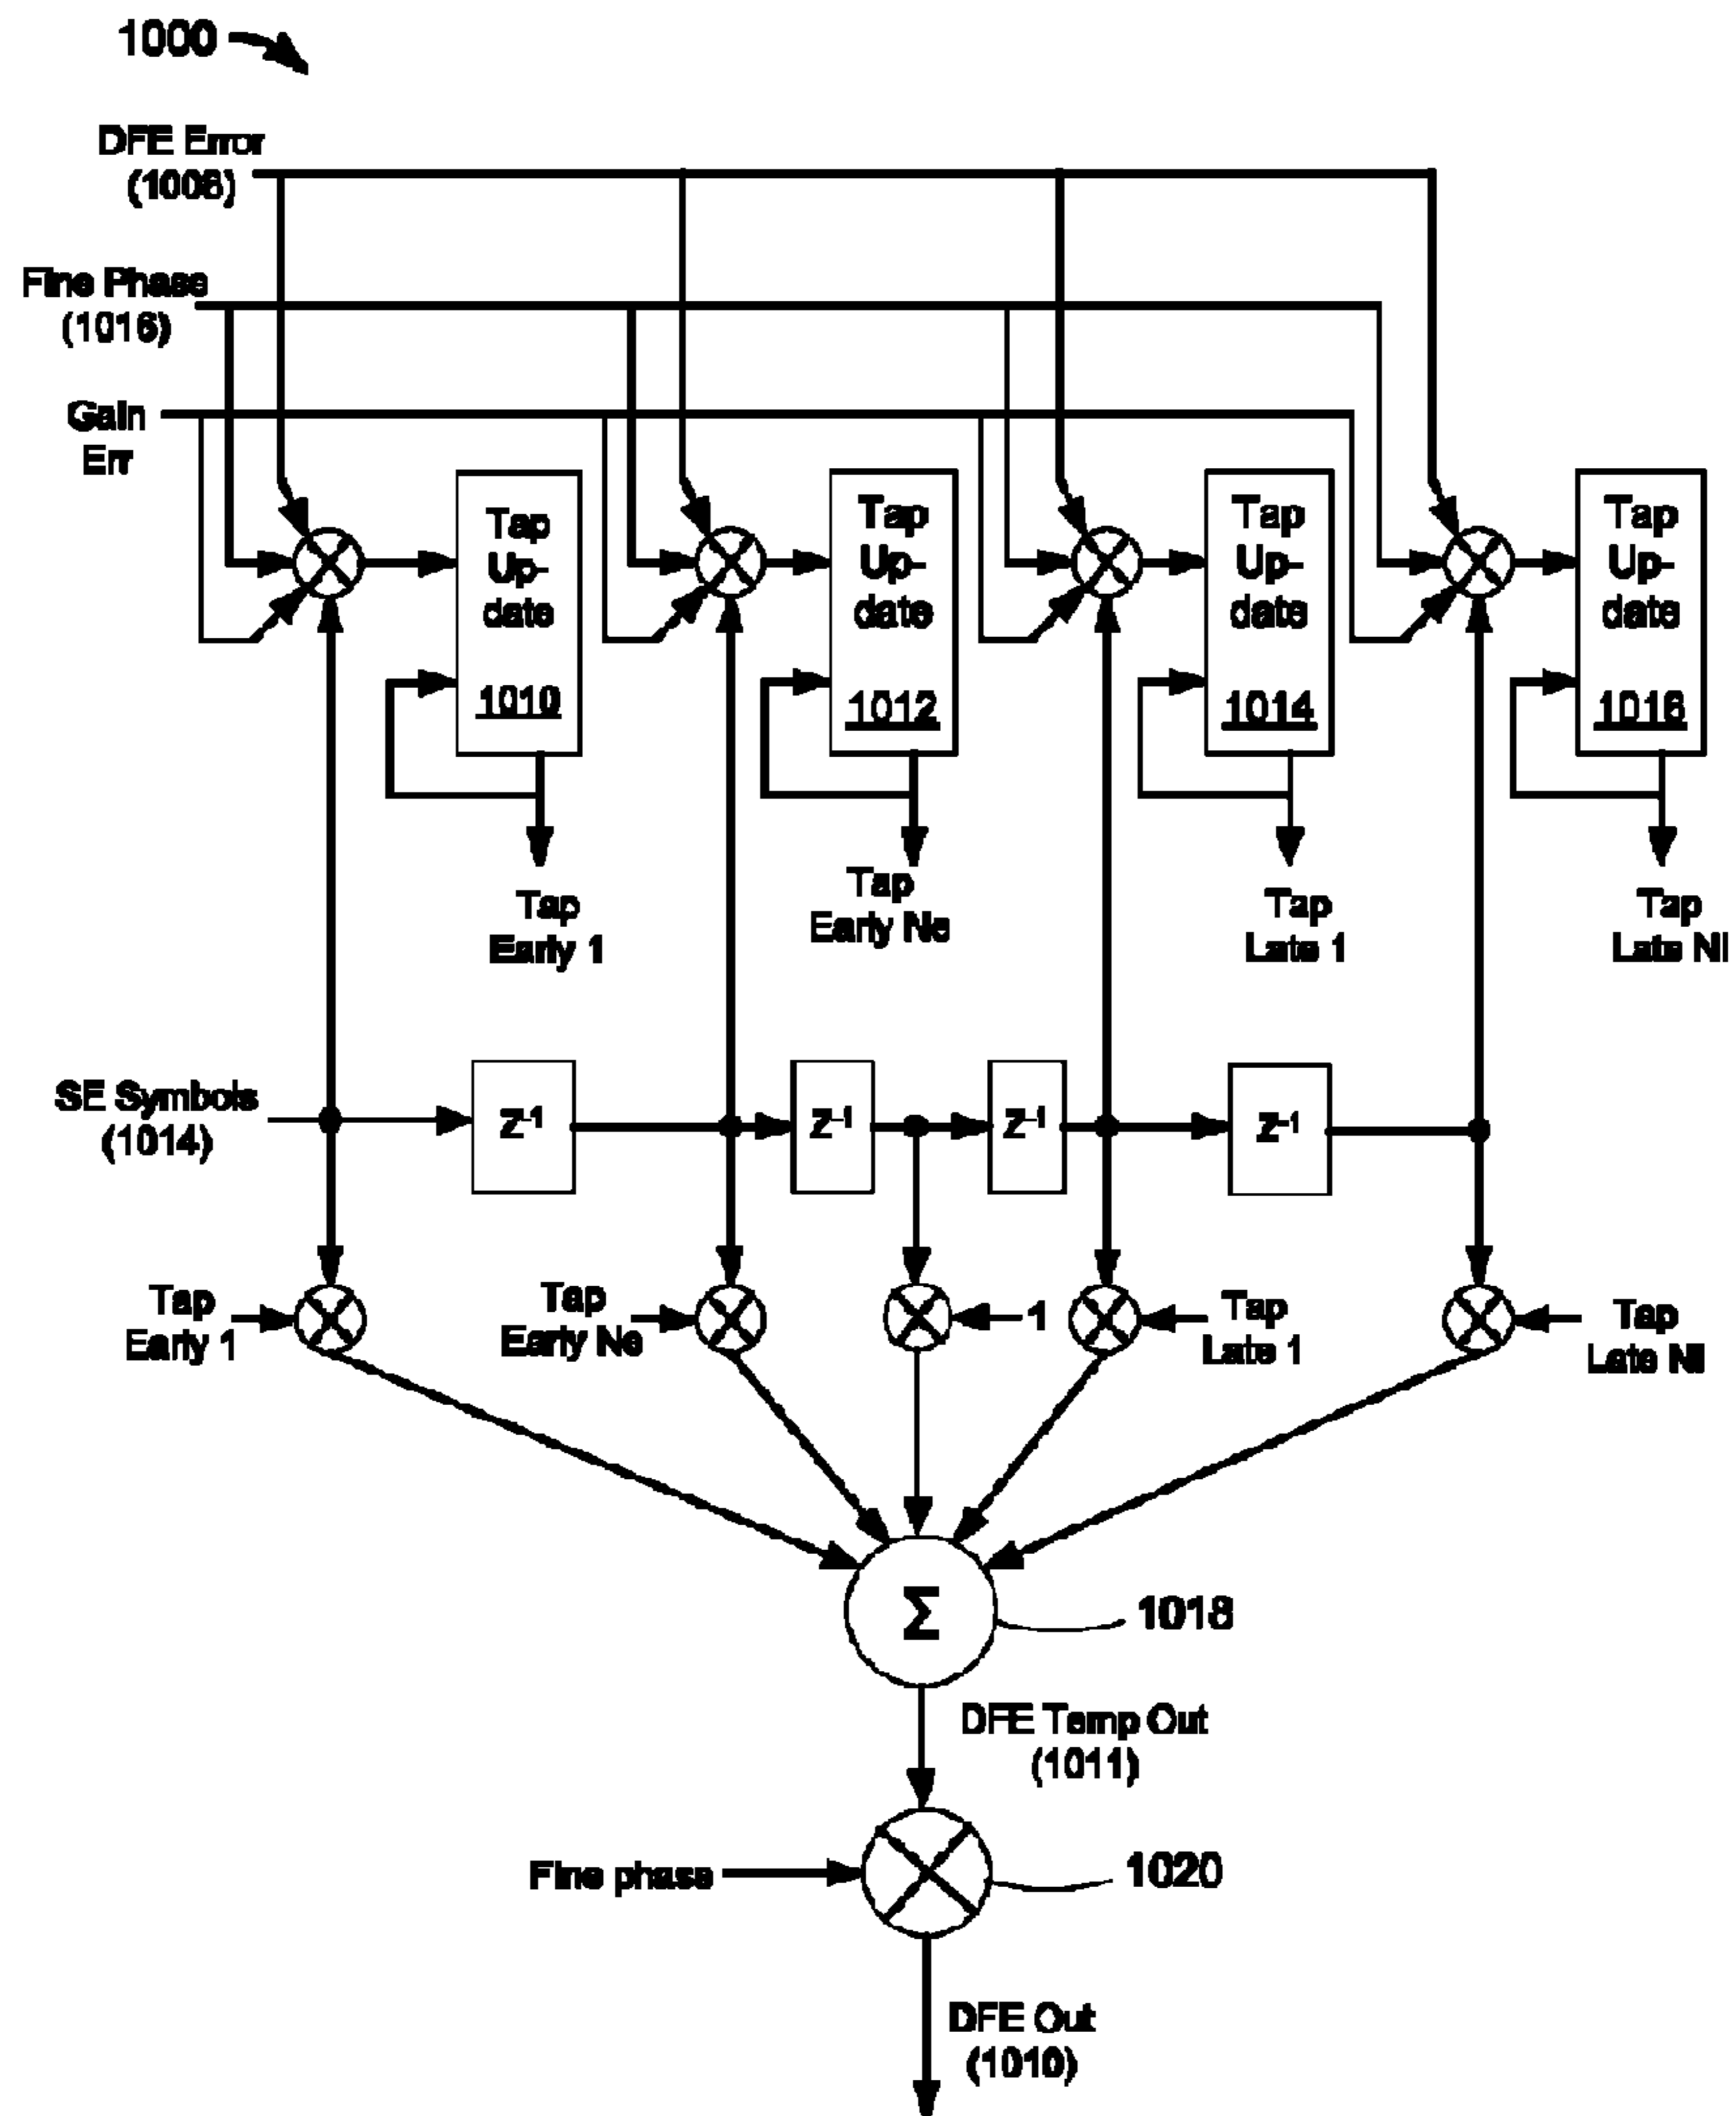 1000
DFE Error
(1008)
Fine Phase
(1016)
Gain
Err
Tap
Up-
date
1010
Tap
Up-
date
1012
Tap
Up-
date
1014
Tap
Up-
date
1016
Tap
Early 1
Tap
Early Ne
Tap
Late 1
Tap
Late Nl
SE Symbols
(1014)
z-1
z-1
z-1
z-1
Tap
Early 1
Tap
Early Ne
1
Tap
Late 1
Tap
Late Nl
Σ
1018
DFE Temp Out
(1011)
Fine phase
1020
DFE Out
(1010)